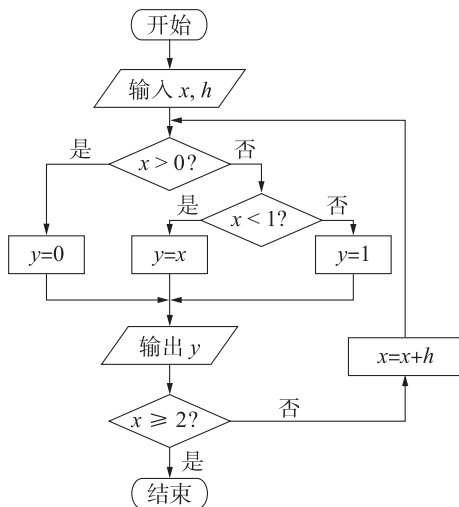 开始
输入 x, h
是
x > 0?
否
是
x < 1?
否
y=0
y=x
y=1
输出 y
x=x+h
x ≥ 2?
否
是
结束